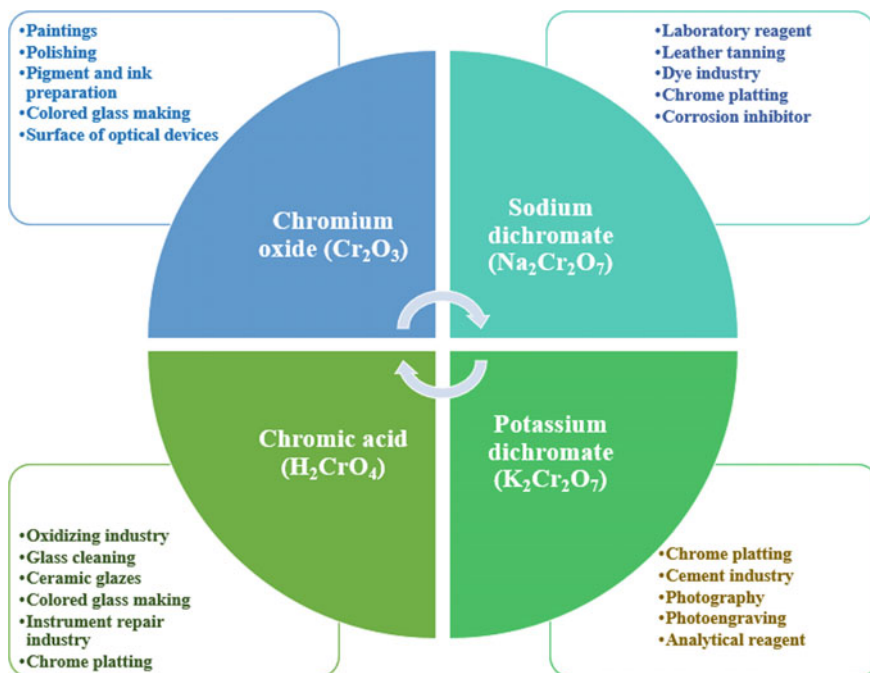 •Paintings
•Polishing
•Pigment and ink
preparation
•Colored glass making
•Surface of optical devices
•Laboratory reagent
•Leather tanning
•Dye industry
•Chrome platting
•Corrosion inhibitor
Chromium
oxide (Cr₂O₃)
Sodium
dichromate
(Na₂Cr₂O₇)
Chromic acid
(H₂CrO₄)
Potassium
dichromate
(K₂Cr₂O₇)
•Oxidizing industry
•Glass cleaning
•Ceramic glazes
•Colored glass making
•Instrument repair
industry
•Chrome platting
•Chrome platting
•Cement industry
•Photography
•Photoengraving
•Analytical reagent